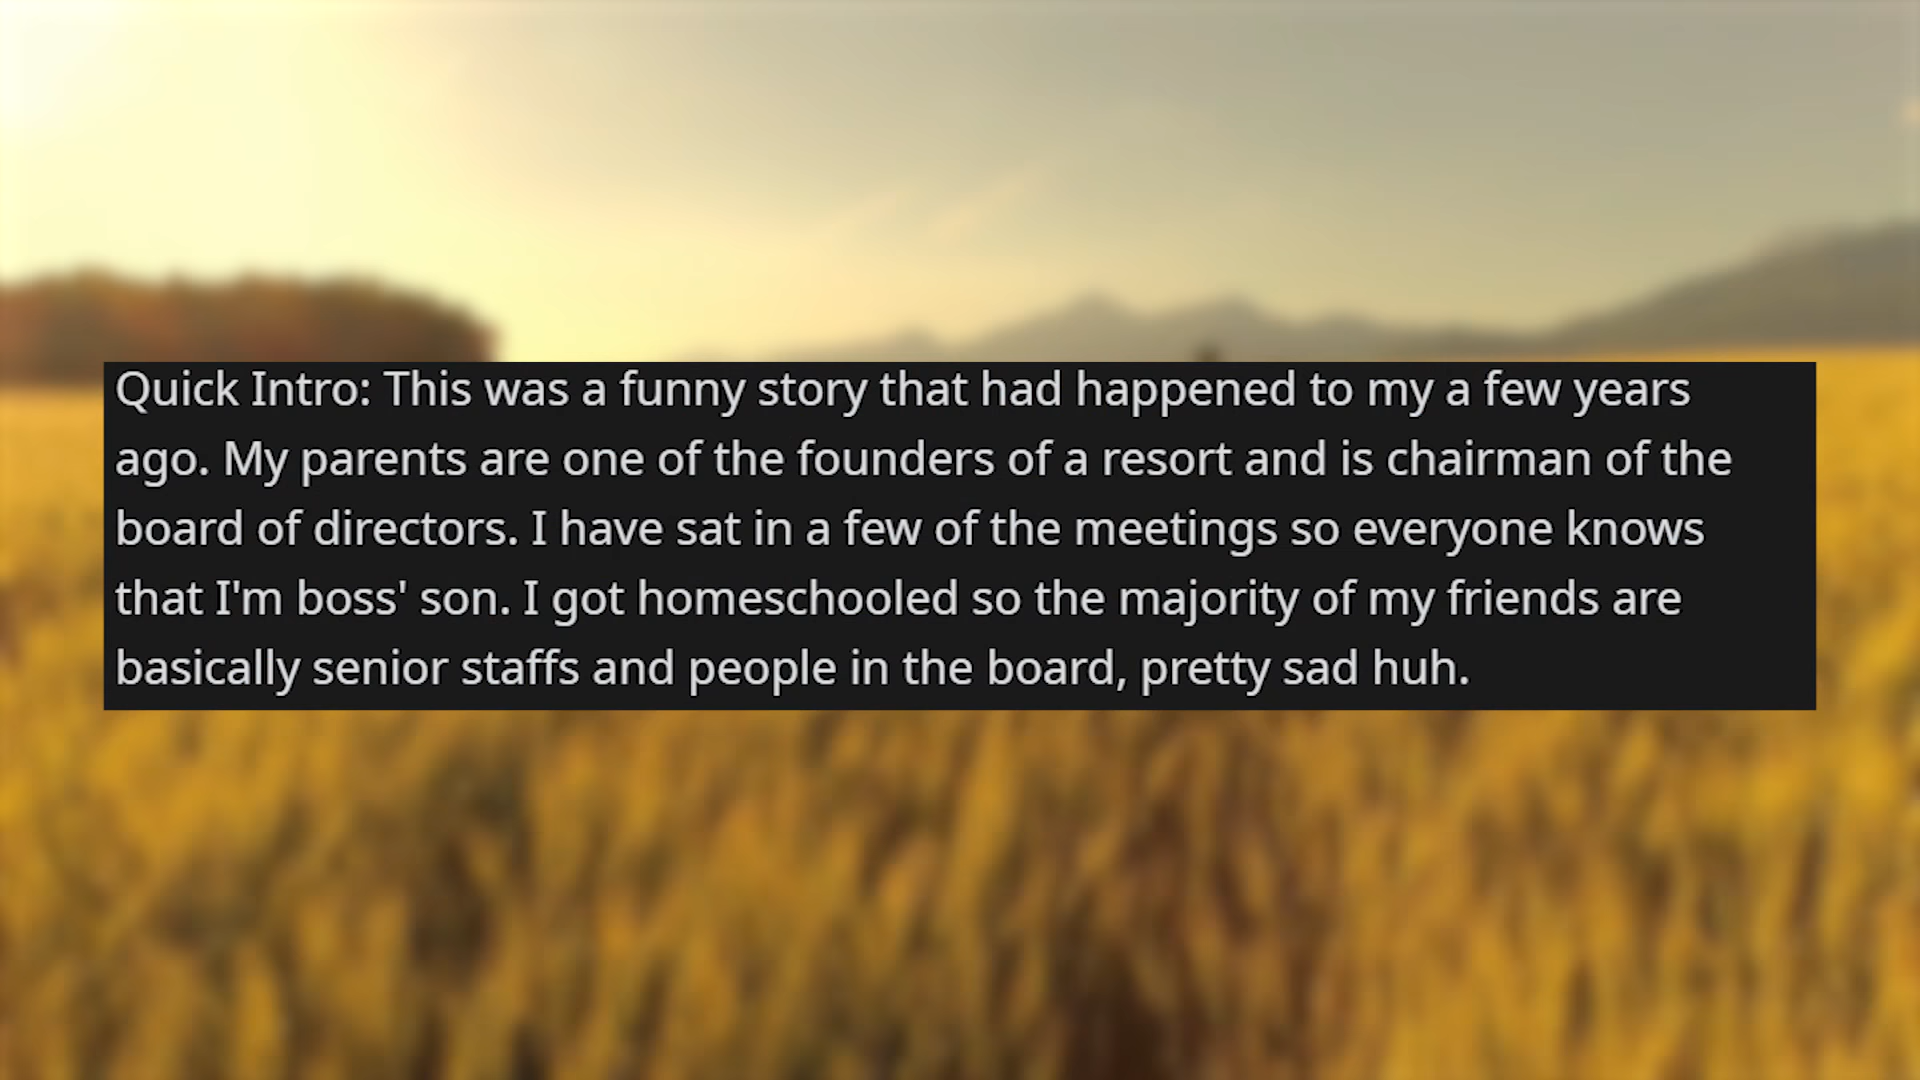 Quick Intro: This was a funny story that had happened to my a few years
ago. My parents are one of the founders of a resort and is chairman of the
board of directors. I have sat in a few of the meetings so everyone knows
that I'm boss' son. I got homeschooled so the majority of my friends are
basically senior staffs and people in the board, pretty sad huh.